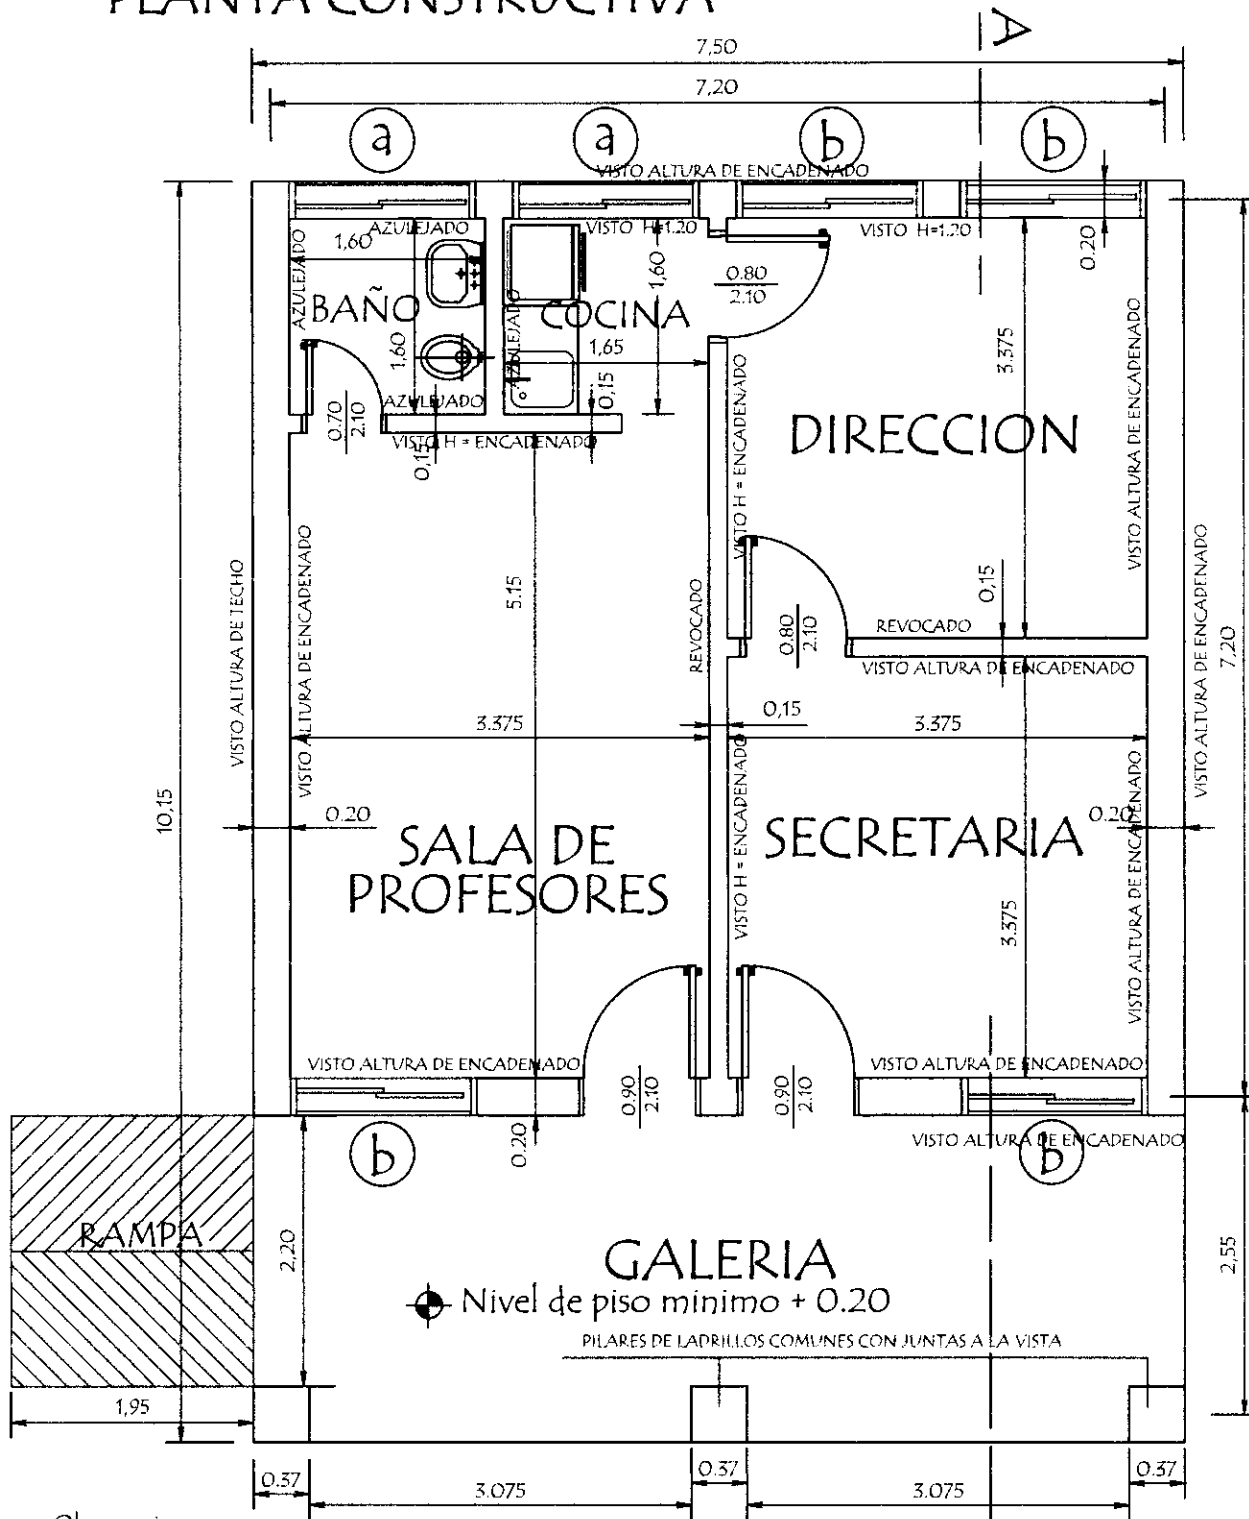 PLANTA CONSTRUCTIVA
A
7,50
7,20
a
a
b
b
VISTO ALTURA DE ENCADENADO
AZULEJADO
VISTO H=1.20
VISTO H=1.20
1,60
AZULEJADO
1,60
0.80
2.10
0.20
BAÑO
COCINA
AZULEJADO
1,60
1,65
3.375
AZULEJADO
0,15
0.70
2.10
VISTO H = ENCADENADO
0,15
VISTO H = ENCADENADO
DIRECCION
VISTO ALTURA DE ENCADENADO
VISTO ALTURA DE TECHO
VISTO ALTURA DE ENCADENADO
5.15
REVOCADO
0,15
0.80
2.10
REVOCADO
VISTO ALTURA DE ENCADENADO
VISTO ALTURA DE ENCADENADO
7,20
3.375
0,15
3.375
10,15
0.20
0.20
SALA DE
PROFESORES
VISTO H = ENCADENADO
SECRETARIA
3.375
VISTO ALTURA DE ENCADENADO
VISTO ALTURA DE ENCADENADO
VISTO ALTURA DE ENCADENADO
0.90
2.10
0.90
2.10
0.20
b
b
VISTO ALTURA DE ENCADENADO
RAMPA
2,20
GALERIA
Nivel de piso minimo + 0.20
2,55
PILARES DE LADRILLOS COMUNES CON JUNTAS A LA VISTA
1,95
0.37
3.075
0.37
3.075
0.37